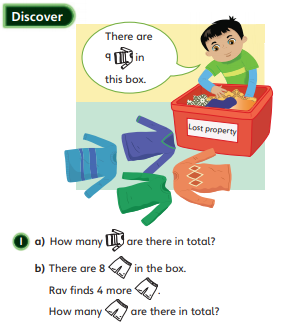 Discover
There are
9 in
this box.
Lost property
1 a) How many are there in total?
b) There are 8 in the box.
Rav finds 4 more .
How many are there in total?